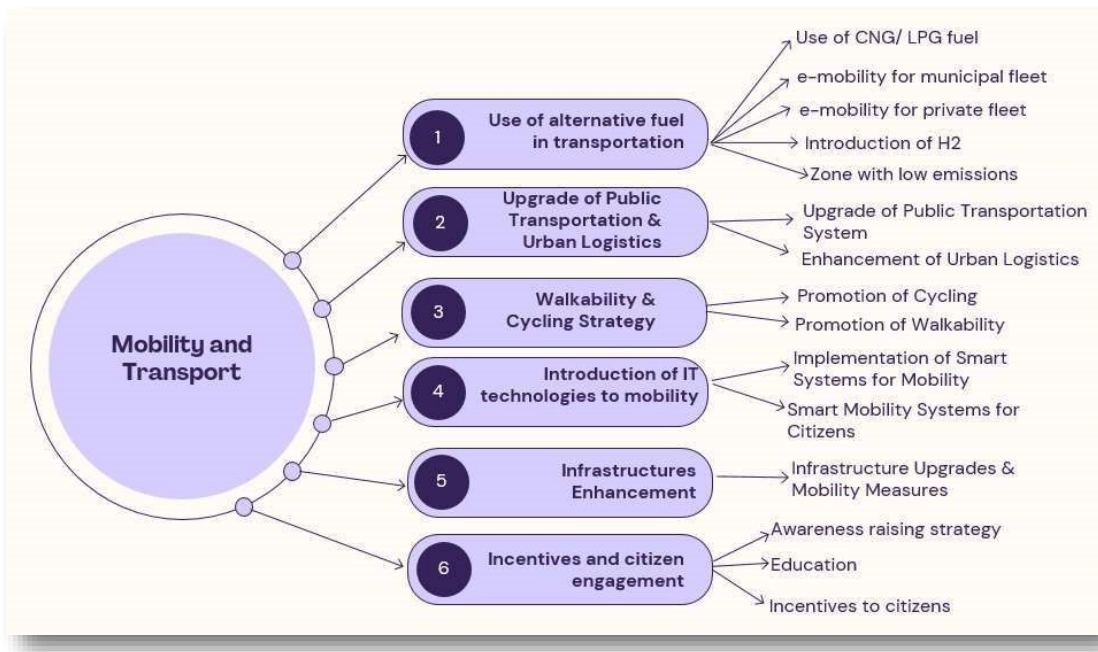 Mobility and
Transport
1
Use of alternative fuel
in transportation
Use of CNG/ LPG fuel
e-mobility for municipal fleet
e-mobility for private fleet
Introduction of H2
Zone with low emissions
2
Upgrade of Public
Transportation &
Urban Logistics
Upgrade of Public Transportation
System
Enhancement of Urban Logistics
3
Walkability &
Cycling Strategy
Promotion of Cycling
Promotion of Walkability
4
Introduction of IT
technologies to mobility
Implementation of Smart
Systems for Mobility
Smart Mobility Systems for
Citizens
5
Infrastructures
Enhancement
Infrastructure Upgrades &
Mobility Measures
6
Incentives and citizen
engagement
Awareness raising strategy
Education
Incentives to citizens